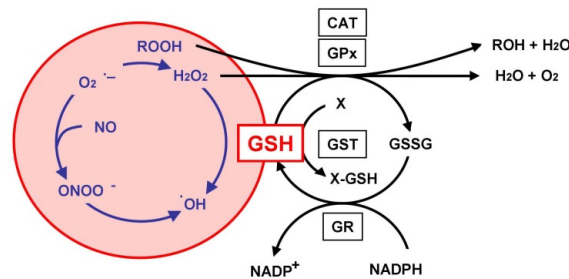 CAT
GPx
ROOH
ROH + H2O
O2 ·–
H2O2
H2O + O2
X
NO
GSH
GST
GSSG
X-GSH
ONOO -
·OH
GR
NADP+
NADPH